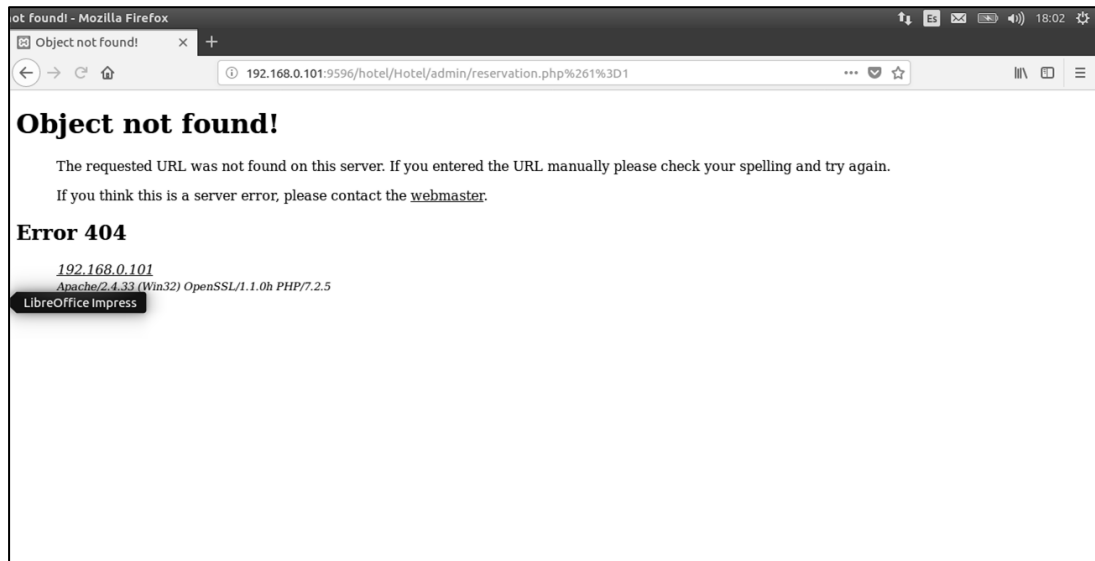 ot found! - Mozilla Firefox
Es
18:02
Object not found!
192.168.0.101:9596/hotel/Hotel/admin/reservation.php%261%3D1
Object not found!
The requested URL was not found on this server. If you entered the URL manually please check your spelling and try again.
If you think this is a server error, please contact the webmaster.
Error 404
192.168.0.101
Apache/2.4.33 (Win32) OpenSSL/1.1.0h PHP/7.2.5
LibreOffice Impress